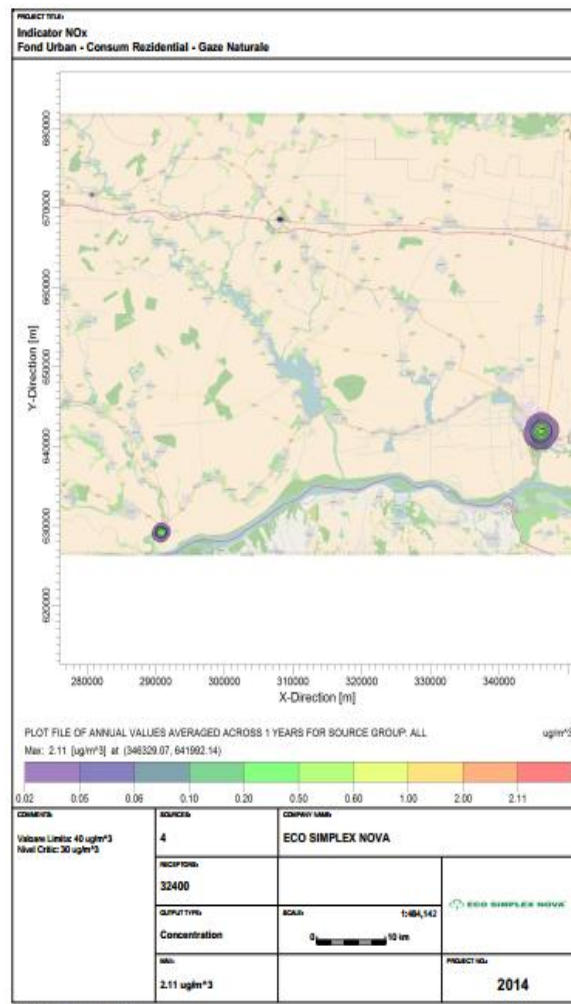 PROJECT TITLE:
Indicator NOx
Fond Urban - Consum Rezidential - Gaze Naturale
Y-Direction [m]
680000
670000
660000
650000
640000
630000
620000
280000 290000 300000 310000 320000 330000 340000
X-Direction [m]
PLOT FILE OF ANNUAL VALUES AVERAGED ACROSS 1 YEARS FOR SOURCE GROUP: ALL ug/m^3
Max: 2.11 [ug/m^3] at (346329.07, 641992.14)
0.02 0.05 0.06 0.10 0.20 0.50 0.60 1.00 2.00 2.11
COMMENTS:
Valoare Limita: 40 ug/m^3
Nivel Critic: 30 ug/m^3
SOURCES:
4
COMPANY NAME:
ECO SIMPLEX NOVA
RECEPTORS:
32400
OUTPUT TYPE:
Concentration
SCALE: 1:484,142
0 10 km
ECO SIMPLEX NOVA
MAX:
2.11 ug/m^3
PROJECT NO.:
2014